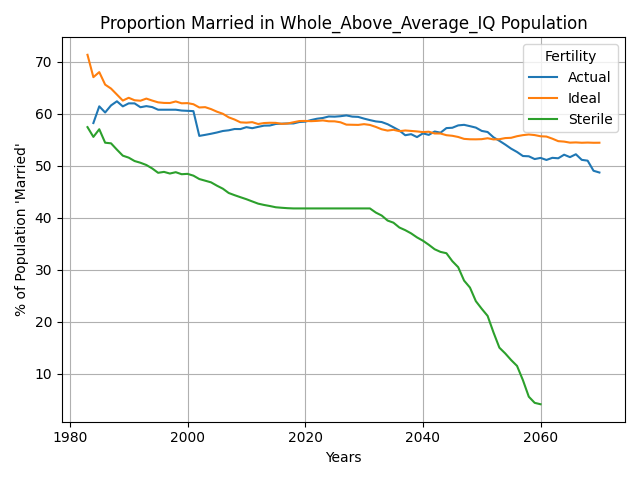 Proportion Married in Whole_Above_Average_IQ Population
% of Population 'Married'
70
60
50
40
30
20
10
1980
2000
2020
2040
2060
Years
Fertility
Actual
Ideal
Sterile